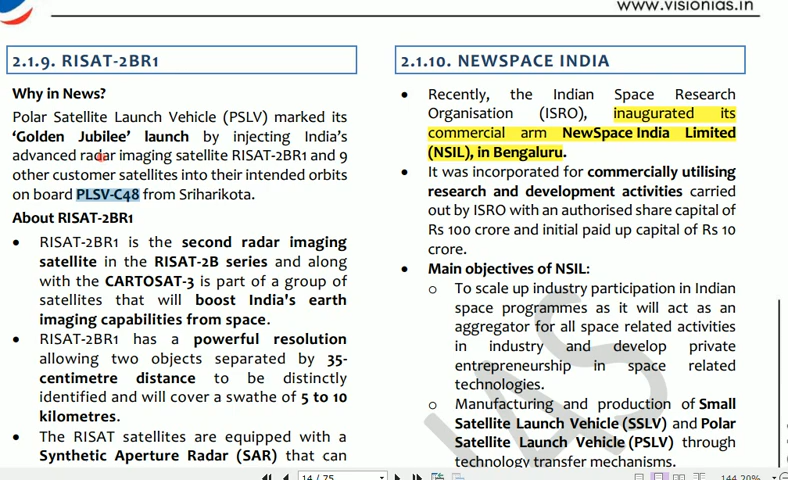 www.visionias.in
2.1.9. RISAT-2BR1
Why in News?
Polar Satellite Launch Vehicle (PSLV) marked its
‘Golden Jubilee’ launch by injecting India’s
advanced radar imaging satellite RISAT-2BR1 and 9
other customer satellites into their intended orbits
on board PLSV-C48 from Sriharikota.
About RISAT-2BR1
• RISAT-2BR1 is the second radar imaging
satellite in the RISAT-2B series and along
with the CARTOSAT-3 is part of a group of
satellites that will boost India's earth
imaging capabilities from space.
• RISAT-2BR1 has a powerful resolution
allowing two objects separated by 35-
centimetre distance to be distinctly
identified and will cover a swathe of 5 to 10
kilometres.
• The RISAT satellites are equipped with a
Synthetic Aperture Radar (SAR) that can
2.1.10. NEWSPACE INDIA
• Recently, the Indian Space Research
Organisation (ISRO), inaugurated its
commercial arm NewSpace India Limited
(NSIL), in Bengaluru.
• It was incorporated for commercially utilising
research and development activities carried
out by ISRO with an authorised share capital of
Rs 100 crore and initial paid up capital of Rs 10
crore.
• Main objectives of NSIL:
o To scale up industry participation in Indian
space programmes as it will act as an
aggregator for all space related activities
in industry and develop private
entrepreneurship in space related
technologies.
o Manufacturing and production of Small
Satellite Launch Vehicle (SSLV) and Polar
Satellite Launch Vehicle (PSLV) through
technology transfer mechanisms.
IAS
14 / 75
144.20%